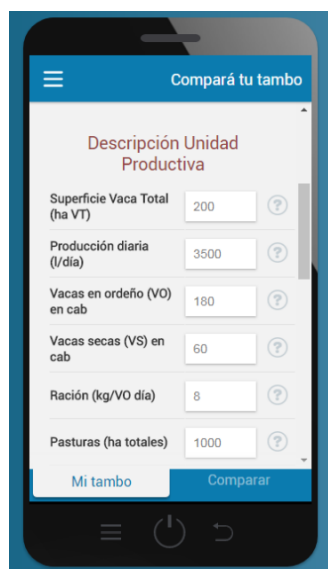 Compará tu tambo
Descripción Unidad
Productiva
Superficie Vaca Total
(ha VT)
200
?
Producción diaria
(l/día)
3500
?
Vacas en ordeño (VO)
en cab
180
?
Vacas secas (VS) en
cab
60
?
Ración (kg/VO día)
8
?
Pasturas (ha totales)
1000
?
Mi tambo
Comparar